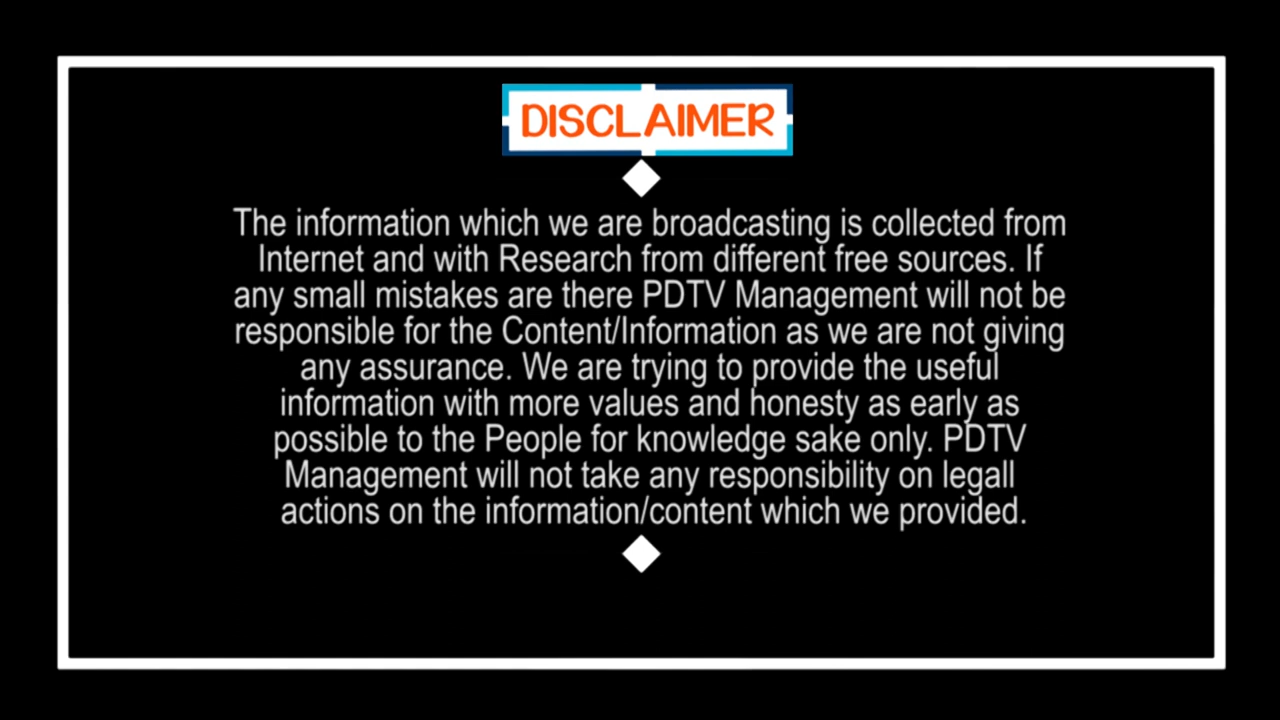 DISCLAIMER
The information which we are broadcasting is collected from
Internet and with Research from different free sources. If
any small mistakes are there PDTV Management will not be
responsible for the Content/Information as we are not giving
any assurance. We are trying to provide the useful
information with more values and honesty as early as
possible to the People for knowledge sake only. PDTV
Management will not take any responsibility on legall
actions on the information/content which we provided.